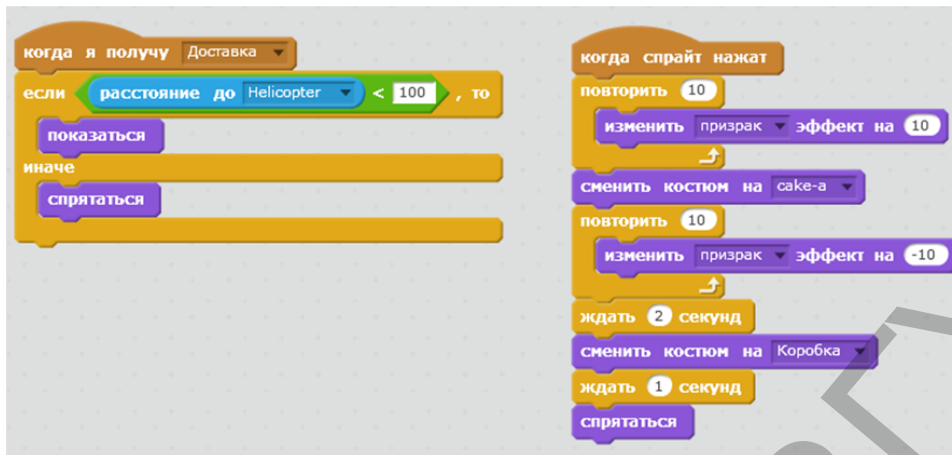 когда я получу Доставка
если расстояние до Helicopter < 100 , то
показаться
иначе
спрятаться
когда спрайт нажат
повторить 10
изменить призрак эффект на 10
сменить костюм на cake-a
повторить 10
изменить призрак эффект на -10
ждать 2 секунд
сменить костюм на Коробка
ждать 1 секунд
спрятаться